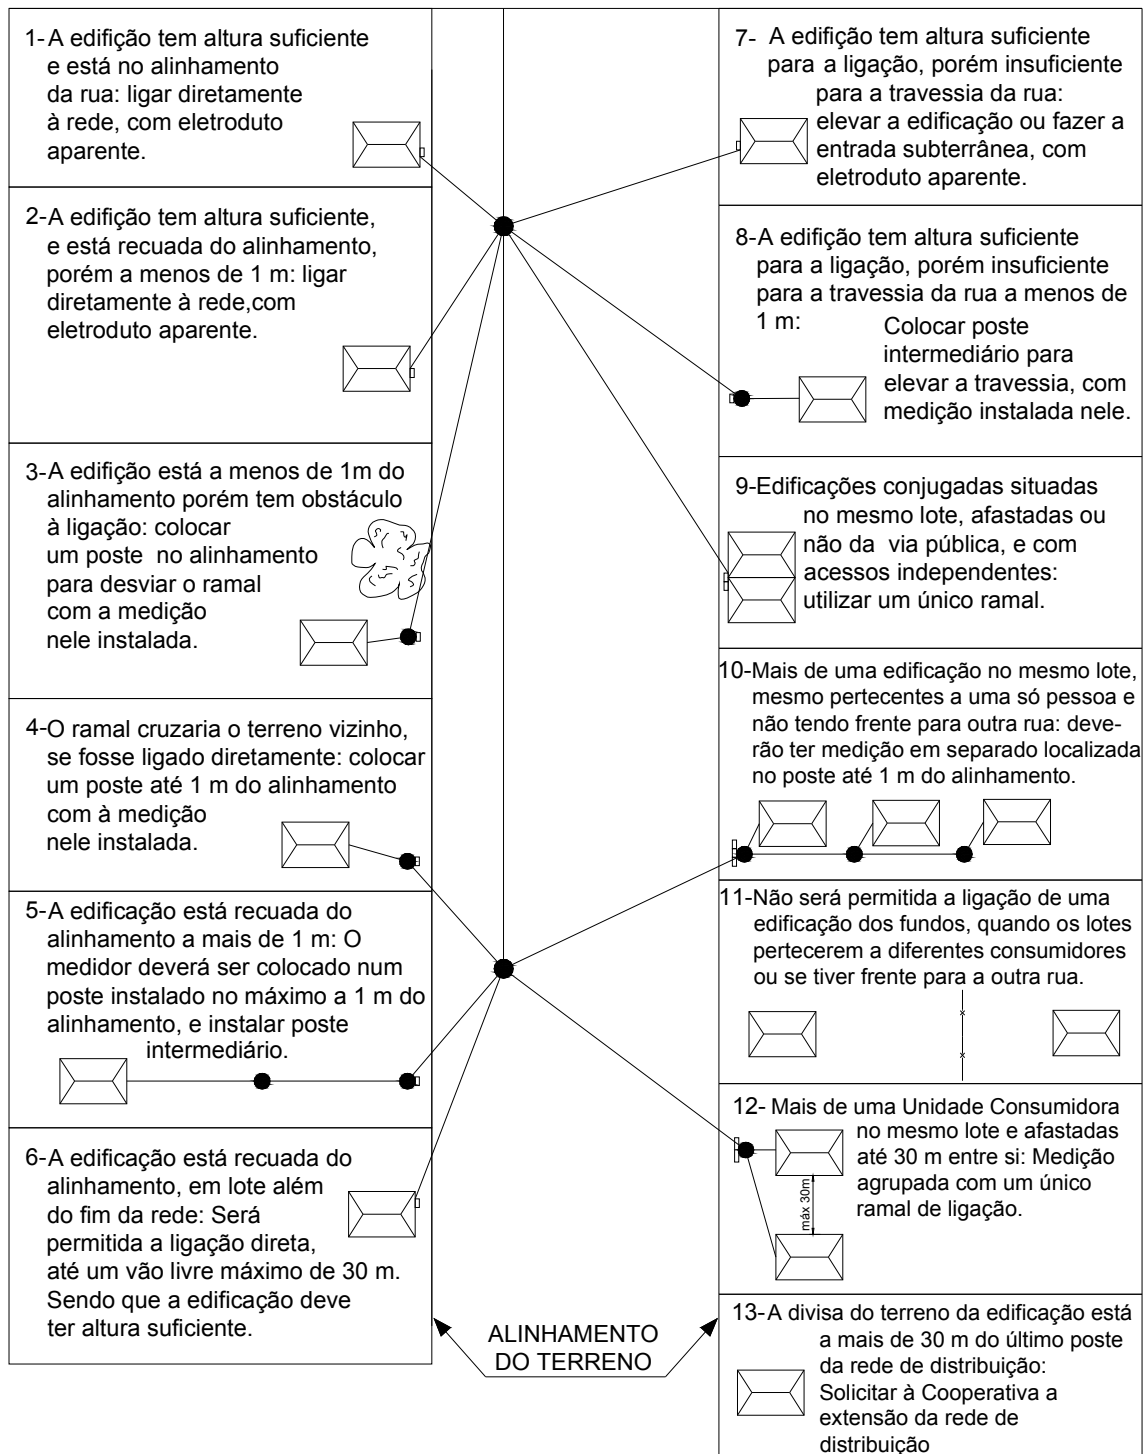 1- A edifição tem altura suficiente
e está no alinhamento
da rua: ligar diretamente
à rede, com eletroduto
aparente.
2-A edifição tem altura suficiente,
e está recuada do alinhamento,
porém a menos de 1 m: ligar
diretamente à rede,com
eletroduto aparente.
3-A edifição está a menos de 1m do
alinhamento porém tem obstáculo
à ligação: colocar
um poste no alinhamento
para desviar o ramal
com a medição
nele instalada.
4-O ramal cruzaria o terreno vizinho,
se fosse ligado diretamente: colocar
um poste até 1 m do alinhamento
com à medição
nele instalada.
5-A edificação está recuada do
alinhamento a mais de 1 m: O
medidor deverá ser colocado num
poste instalado no máximo a 1 m do
alinhamento, e instalar poste
intermediário.
6-A edificação está recuada do
alinhamento, em lote além
do fim da rede: Será
permitida a ligação direta,
até um vão livre máximo de 30 m.
Sendo que a edificação deve
ter altura suficiente.
ALINHAMENTO
DO TERRENO
7- A edifição tem altura suficiente
para a ligação, porém insuficiente
para a travessia da rua:
elevar a edificação ou fazer a
entrada subterrânea, com
eletroduto aparente.
8-A edifição tem altura suficiente
para a ligação, porém insuficiente
para a travessia da rua a menos de
1 m: Colocar poste
intermediário para
elevar a travessia, com
medição instalada nele.
9-Edificações conjugadas situadas
no mesmo lote, afastadas ou
não da via pública, e com
acessos independentes:
utilizar um único ramal.
10-Mais de uma edificação no mesmo lote,
mesmo pertecentes a uma só pessoa e
não tendo frente para outra rua: deve-
rão ter medição em separado localizada
no poste até 1 m do alinhamento.
11-Não será permitida a ligação de uma
edificação dos fundos, quando os lotes
pertecerem a diferentes consumidores
ou se tiver frente para a outra rua.
12- Mais de uma Unidade Consumidora
no mesmo lote e afastadas
até 30 m entre si: Medição
agrupada com um único
ramal de ligação.
máx 30m
13-A divisa do terreno da edificação está
a mais de 30 m do último poste
da rede de distribuição:
Solicitar à Cooperativa a
extensão da rede de
distribuição